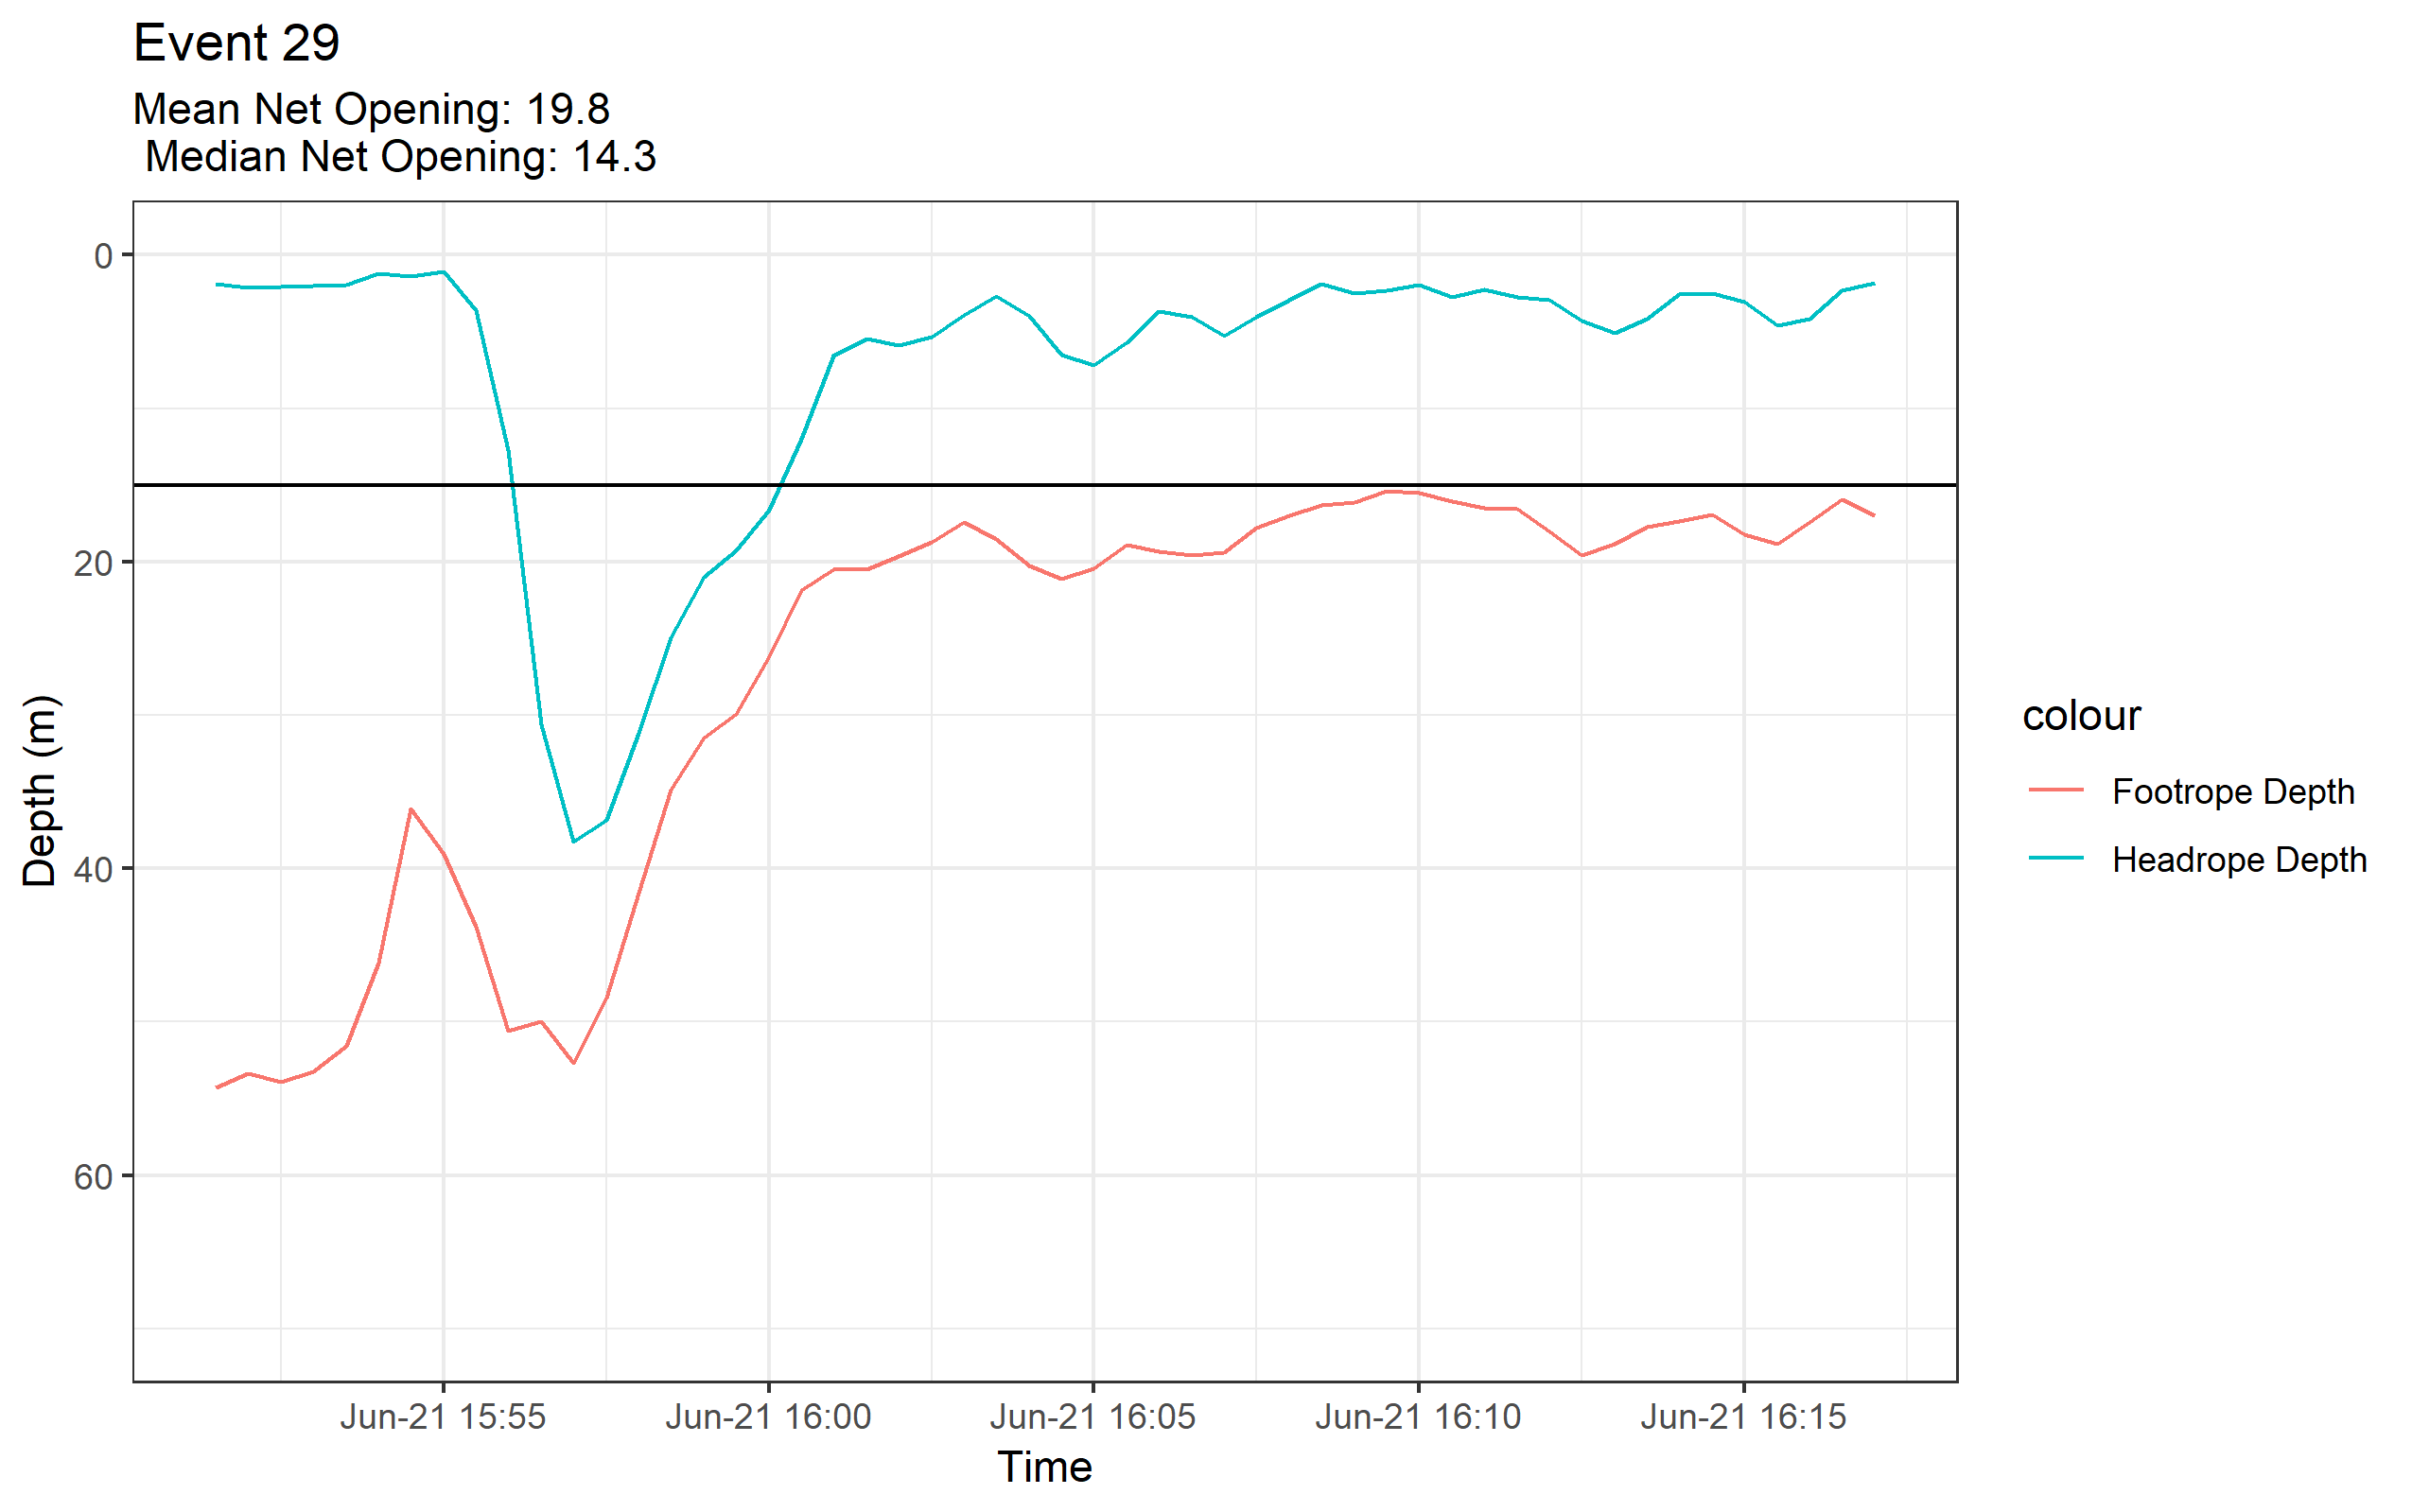 Event 29
Mean Net Opening: 19.8
Median Net Opening: 14.3
0
20
40
60
Depth (m)
Jun-21 15:55
Jun-21 16:00
Jun-21 16:05
Jun-21 16:10
Jun-21 16:15
Time
colour
Footrope Depth
Headrope Depth